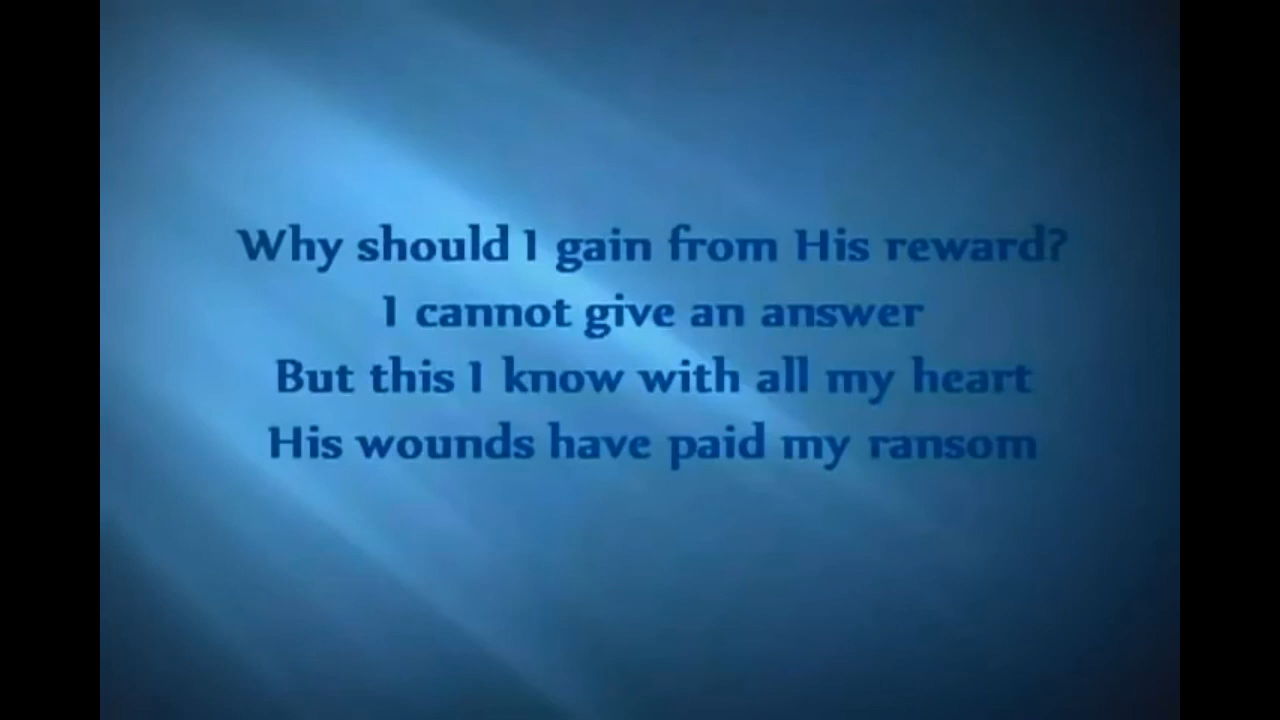 Why should I gain from His reward?
I cannot give an answer
But this I know with all my heart
His wounds have paid my ransom